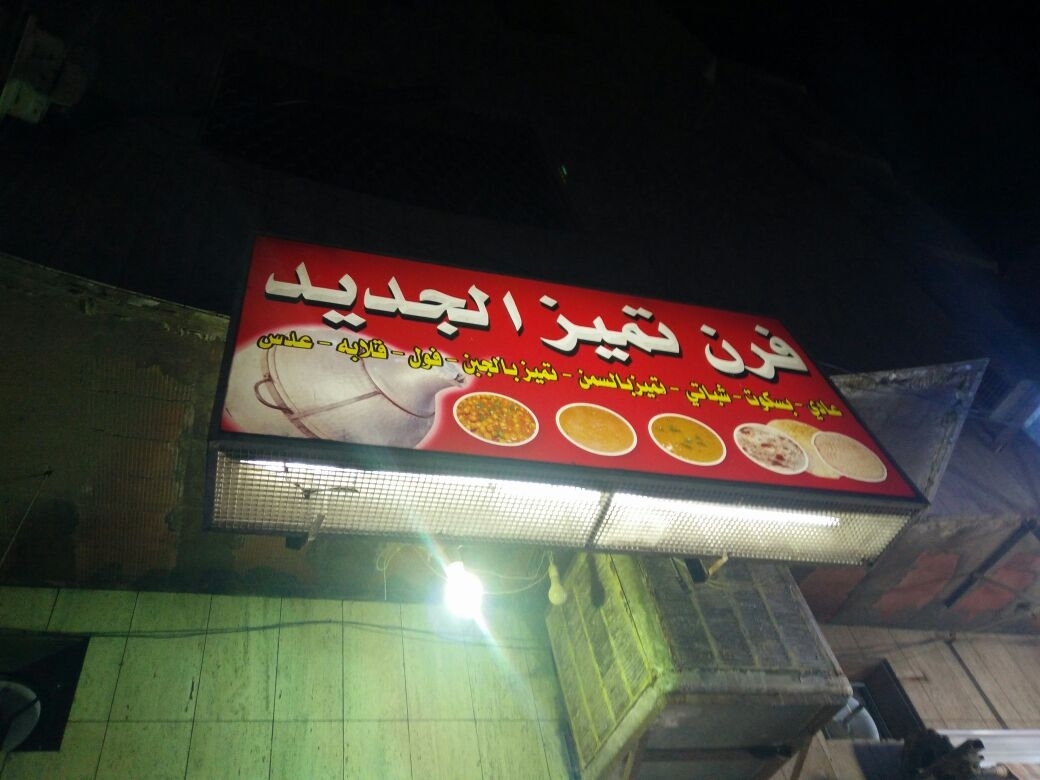 فرن تميز الجديد
عادي - بسكوت - شباتي - تميز بالسمن - تميز بالجبن - فول - قلابه - عدس